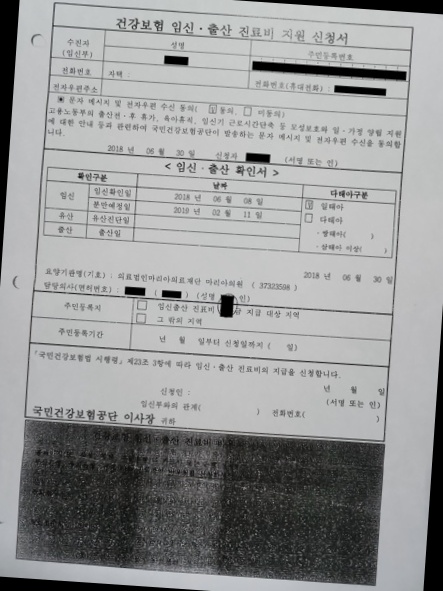 건강보험 임신·출산 진료비 지원 신청서
수진자 (임신부) 성명 주민등록번호
전화번호 자택 : 전화번호(휴대전화) :
전자우편주소
문자 메시지 및 전자우편 수신 동의( 동의, 미동의)
고용노동부의 출산전·후 휴가, 육아휴직, 임신기 근로시간단축 등 모성보호와 일·가정 양립 지원
에 대한 안내 등과 관련하여 국민건강보험공단이 발송하는 문자 메시지 및 전자우편 수신을 동의합
니다.
2018 년 06 월 30 일 신청자 (서명 또는 인)
< 임신·출산 확인서 >
확인구분 날짜 다태아구분
임신 임신확인일 2018 년 06 월 08 일 일태아
분만예정일 2019 년 02 월 11 일 다태아
유산 유산진단일 - 쌍태아( )
출산 출산일 - 삼태아 이상( )
2018 년 06 월 30 일
요양기관명(기호) : 의료법인마리아의료재단 마리아의원 ( 37323598 )
담당의사(면허번호) : ( ) (서명 인)
주민등록지 임신출산 진료비 지급 대상 지역
그 밖의 지역
주민등록기간 년 월 일부터 신청일까지 ( 일)
「국민건강보험법 시행령」 제23조 3항에 따라 임신·출산 진료비의 지급을 신청합니다.
년 월 일
신청인 : (서명 또는 인)
임신부와의 관계( ) 전화번호( )
국민건강보험공단 이사장 귀하